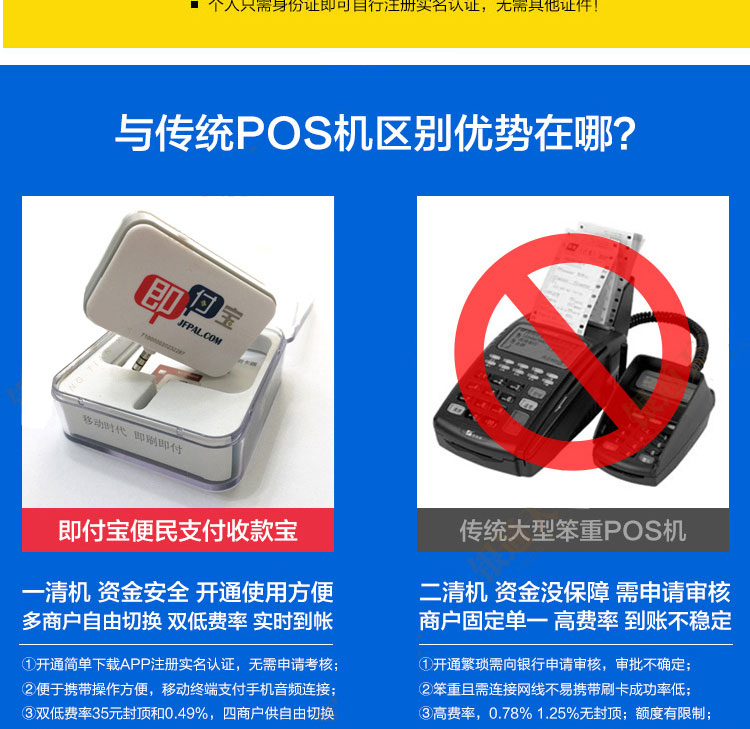 ■ 个人只需身份证即可自行注册实名认证，无需其他证件！
与传统POS机区别优势在哪？
即付宝
JFPAL.COM
移动时代 即刷即付
即付宝便民支付收款宝
一清机 资金安全 开通使用方便
多商户自由切换 双低费率 实时到帐
①开通简单下载APP注册实名认证，无需申请考核；
②便于携带操作方便，移动终端支付手机音频连接；
③双低费率35元封顶和0.49%，四商户供自由切换
传统大型笨重POS机
二清机 资金没保障 需申请审核
商户固定单一 高费率 到账不稳定
①开通繁琐需向银行申请审核，审批不确定；
②笨重且需连接网线不易携带刷卡成功率低；
③高费率，0.78% 1.25%无封顶；额度有限制；